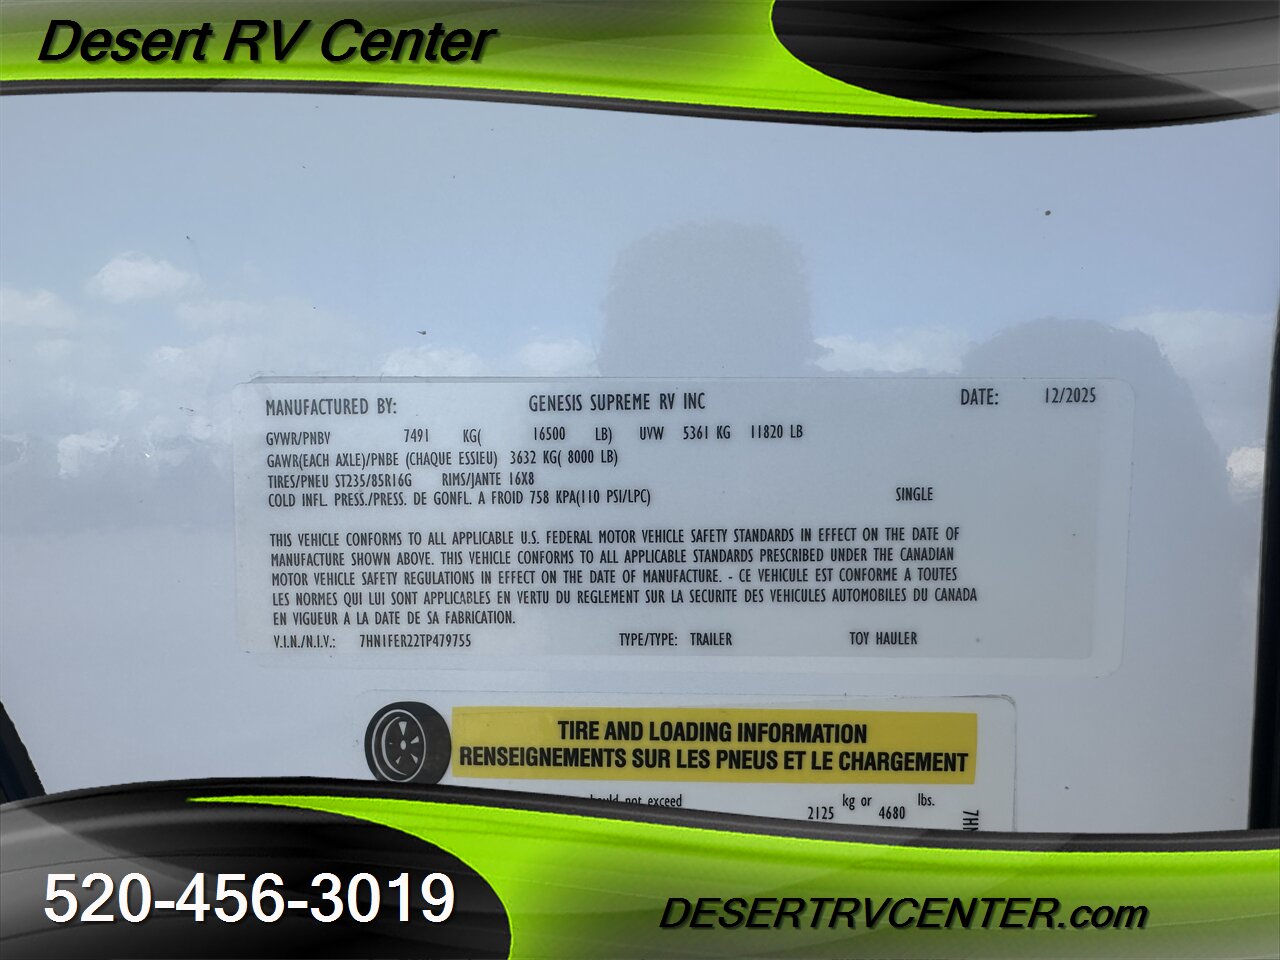 Desert RV Center
MANUFACTURED BY: GENESIS SUPREME RV INC DATE: 12/2025
GVWR/PNBV 7491 KG( 16500 LB) UVW 5361 KG 11820 LB
GAWR(EACH AXLE)/PNBE (CHAQUE ESSIEU) 3632 KG( 8000 LB)
TIRES/PNEU ST235/85R16G RIMS/JANTE 16X8
COLD INFL. PRESS./PRESS. DE GONFL. A FROID 758 KPA(110 PSI/LPC) SINGLE
THIS VEHICLE CONFORMS TO ALL APPLICABLE U.S. FEDERAL MOTOR VEHICLE SAFETY STANDARDS IN EFFECT ON THE DATE OF
MANUFACTURE SHOWN ABOVE. THIS VEHICLE CONFORMS TO ALL APPLICABLE STANDARDS PRESCRIBED UNDER THE CANADIAN
MOTOR VEHICLE SAFETY REGULATIONS IN EFFECT ON THE DATE OF MANUFACTURE. - CE VEHICULE EST CONFORME A TOUTES
LES NORMES QUI LUI SONT APPLICABLES EN VERTU DU REGLEMENT SUR LA SECURITE DES VEHICULES AUTOMOBILES DU CANADA
EN VIGUEUR A LA DATE DE SA FABRICATION.
V.I.N./N.I.V.: 7HN1FER22TP479755 TYPE/TYPE: TRAILER TOY HAULER
TIRE AND LOADING INFORMATION
RENSEIGNEMENTS SUR LES PNEUS ET LE CHARGEMENT
not exceed 2125 kg or 4680 lbs.
520-456-3019
DESERTRVCENTER.com